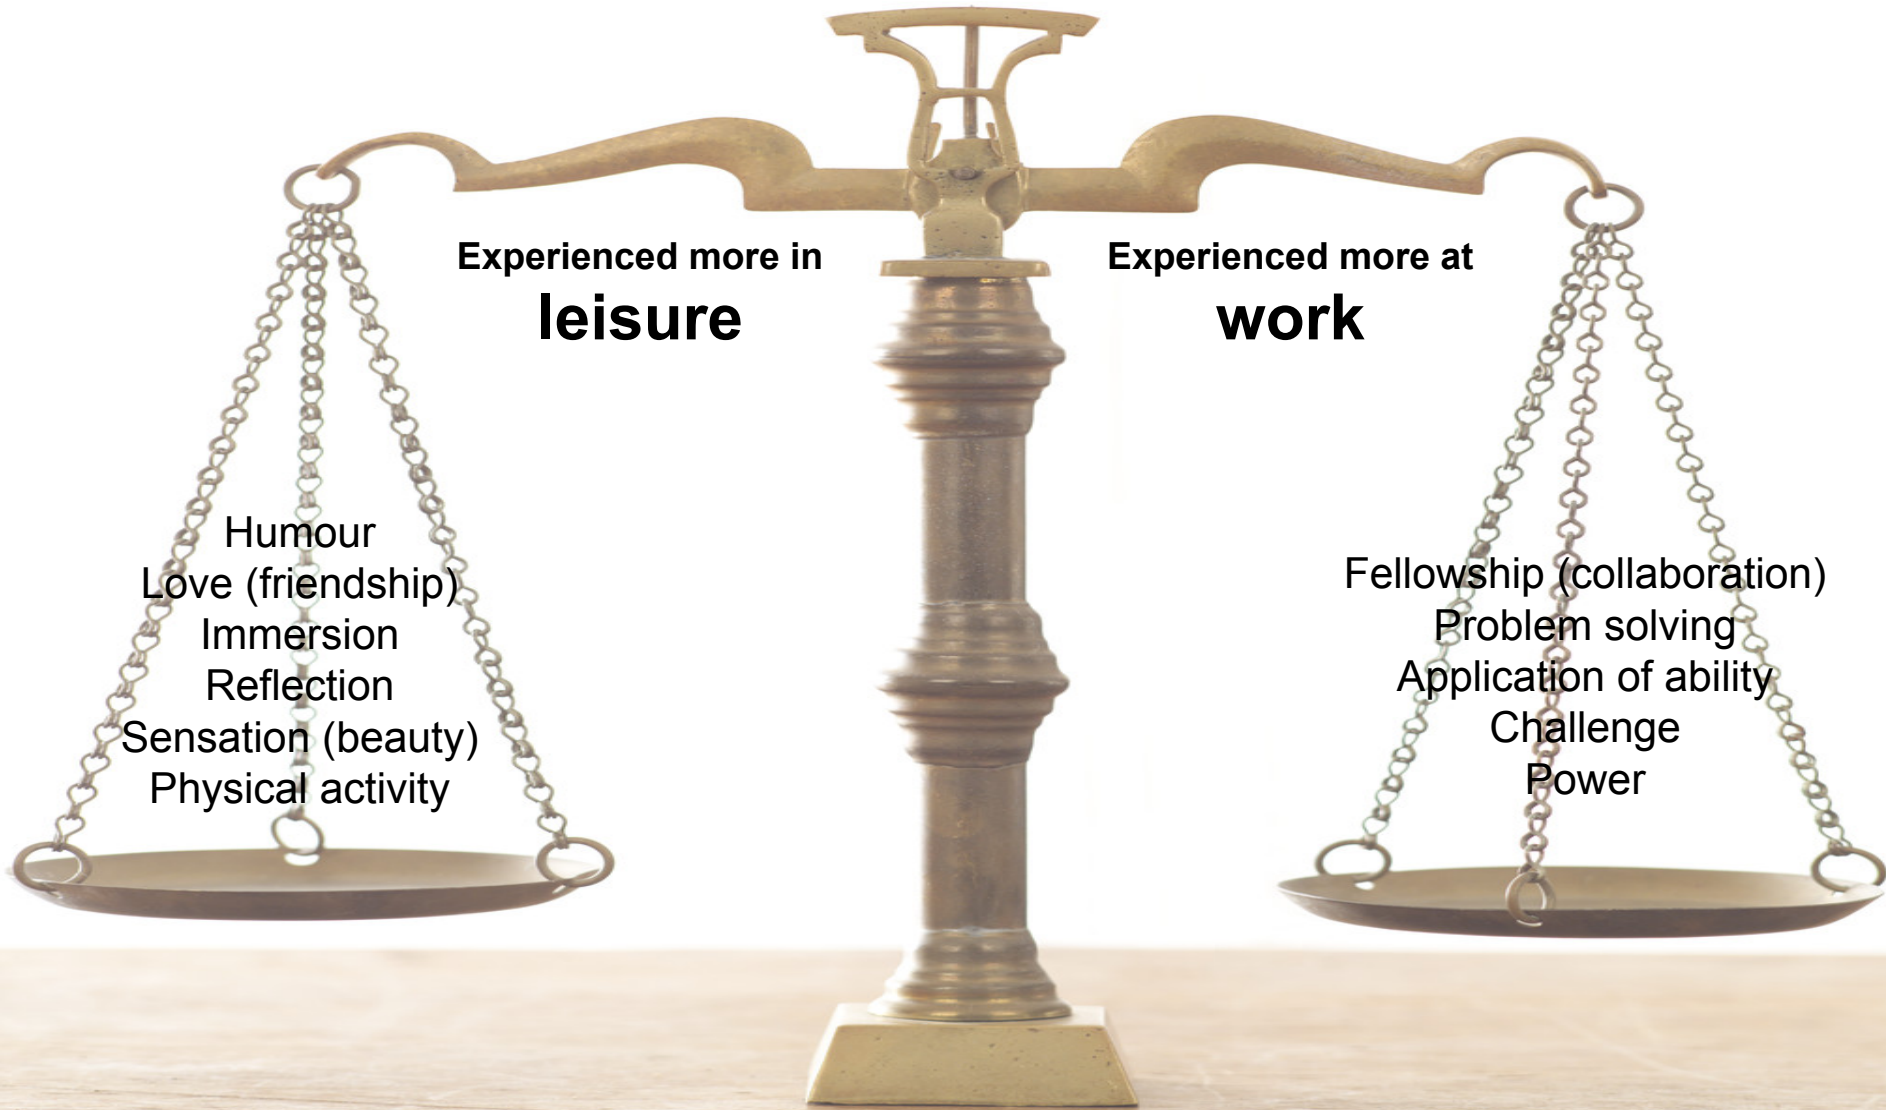 Experienced more in
leisure
Experienced more at
work
Humour
Love (friendship)
Immersion
Reflection
Sensation (beauty)
Physical activity
Fellowship (collaboration)
Problem solving
Application of ability
Challenge
Power